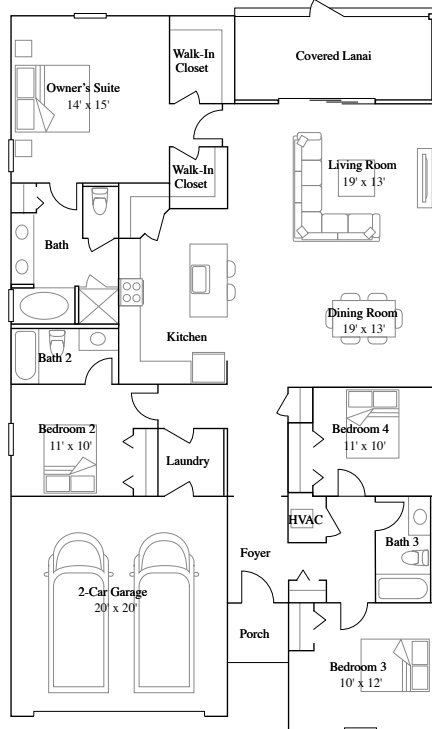 Walk-In
Closet
Covered Lanai
Owner's Suite
14' x 15'
Walk-In
Closet
Living Room
19' x 13'
Bath
Dining Room
19' x 13'
Kitchen
Bath 2
Bedroom 2
11' x 10'
Bedroom 4
11' x 10'
Laundry
HVAC
Bath 3
Foyer
2-Car Garage
20' x 20'
Porch
Bedroom 3
10' x 12'